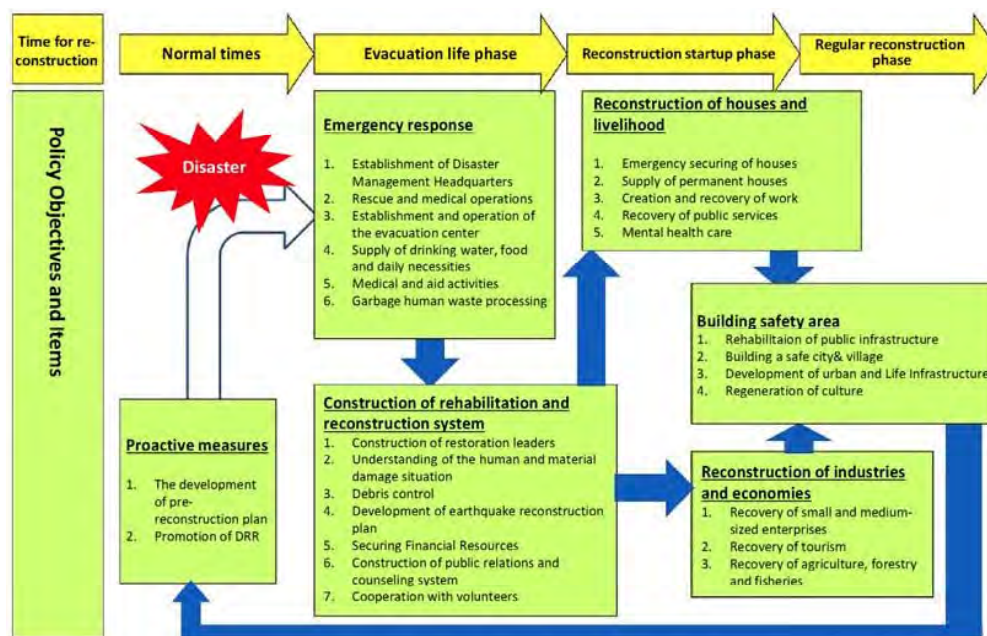 Time for re-
construction
Normal times
Evacuation life phase
Reconstruction startup phase
Regular reconstruction
phase
Policy Objectives and Items
Disaster
Proactive measures
1. The development
of pre-
reconstruction plan
2. Promotion of DRR
Emergency response
1. Establishment of Disaster
Management Headquarters
2. Rescue and medical operations
3. Establishment and operation of
the evacuation center
4. Supply of drinking water, food
and daily necessities
5. Medical and aid activities
6. Garbage human waste processing
Construction of rehabilitation and
reconstruction system
1. Construction of restoration leaders
2. Understanding of the human and material
damage situation
3. Debris control
4. Development of earthquake reconstruction
plan
5. Securing Financial Resources
6. Construction of public relations and
counseling system
7. Cooperation with volunteers
Reconstruction of houses and
livelihood
1. Emergency securing of houses
2. Supply of permanent houses
3. Creation and recovery of work
4. Recovery of public services
5. Mental health care
Building safety area
1. Rehabilitaion of public infrastructure
2. Building a safe city& village
3. Development of urban and Life Infrastructure
4. Regeneration of culture
Reconstruction of industries
and economies
1. Recovery of small and medium-
sized enterprises
2. Recovery of tourism
3. Recovery of agriculture, forestry
and fisheries